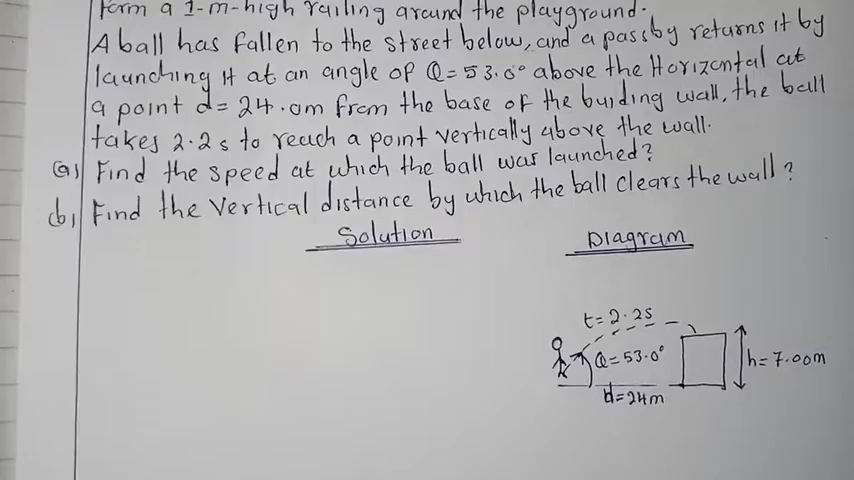 form a 1-m-high railing around the playground.
A ball has fallen to the street below, and a passby returns it by
launching it at an angle of Q = 53.0° above the Horizontal at
a point d = 24.0m from the base of the buiding wall, the ball
takes 2.2s to reach a point vertically above the wall.
(a) Find the speed at which the ball was launched?
(b) Find the vertical distance by which the ball clears the wall?
Solution
Diagram
t = 2.2s
Q = 53.0°
h = 7.00m
d = 24m